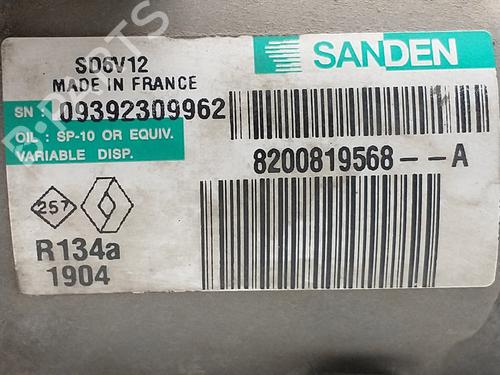 SD6V12
SANDEN
MADE IN FRANCE
SN : 09392309962
OIL : SP-10 OR EQUIV.
VARIABLE DISP.
8200819568--A
257
R134a
1904